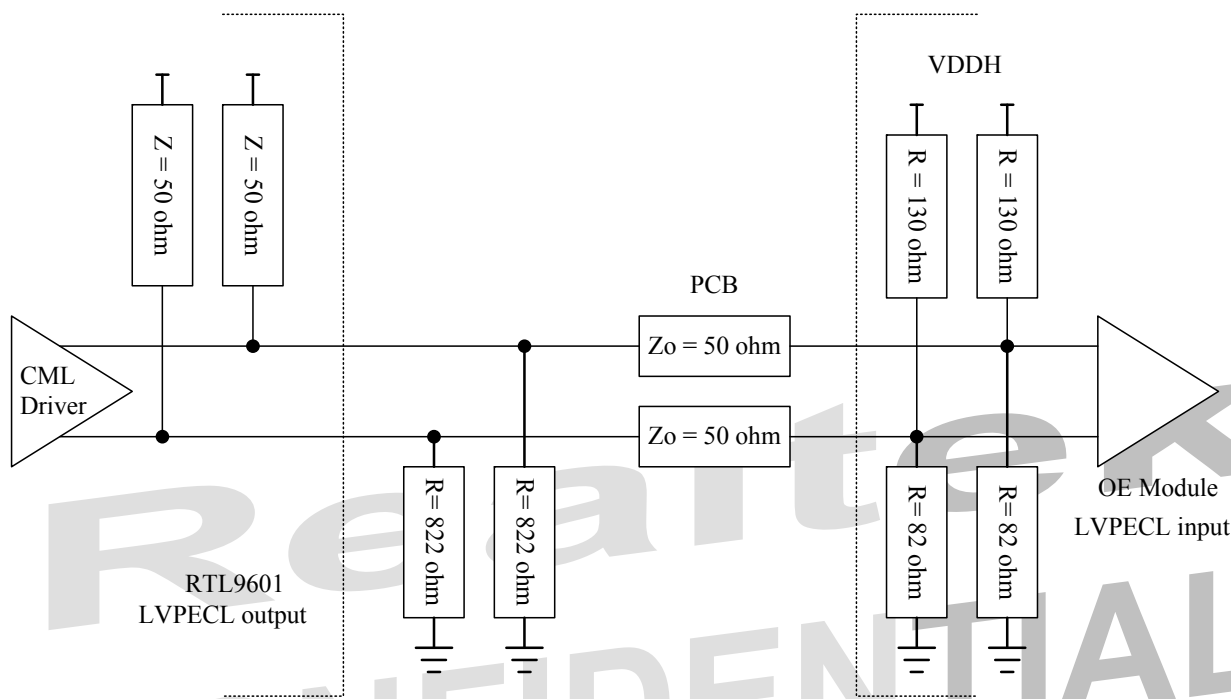 VDDH
Z = 50 ohm
Z = 50 ohm
R = 130 ohm
R = 130 ohm
PCB
Zo = 50 ohm
CML
Driver
Zo = 50 ohm
R= 822 ohm
R= 822 ohm
R= 82 ohm
R= 82 ohm
OE Module
LVPECL input
RTL9601
LVPECL output
Realtek
CONFIDENTIAL